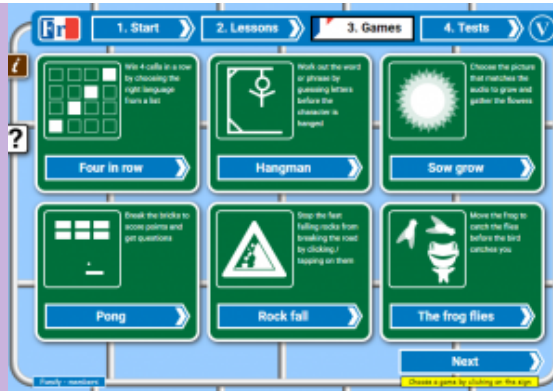 Fr
1. Start
2. Lessons
3. Games
4. Tests
V
i
?
Win 4 cells in a row
by choosing the
right language
from a list
Four in row
Work out the word
or phrase by
guessing letters
before the
character is
hanged
Hangman
Choose the picture
that matches the
audio to grow and
gather the flowers
Sow grow
Break the bricks to
score points and
get questions
Pong
Stop the fast
falling rocks from
breaking the road
by clicking /
tapping on them
Rock fall
Move the frog to
catch the flies
before the bird
catches you
The frog flies
Next
Family - members
Choose a game by clicking on the sign